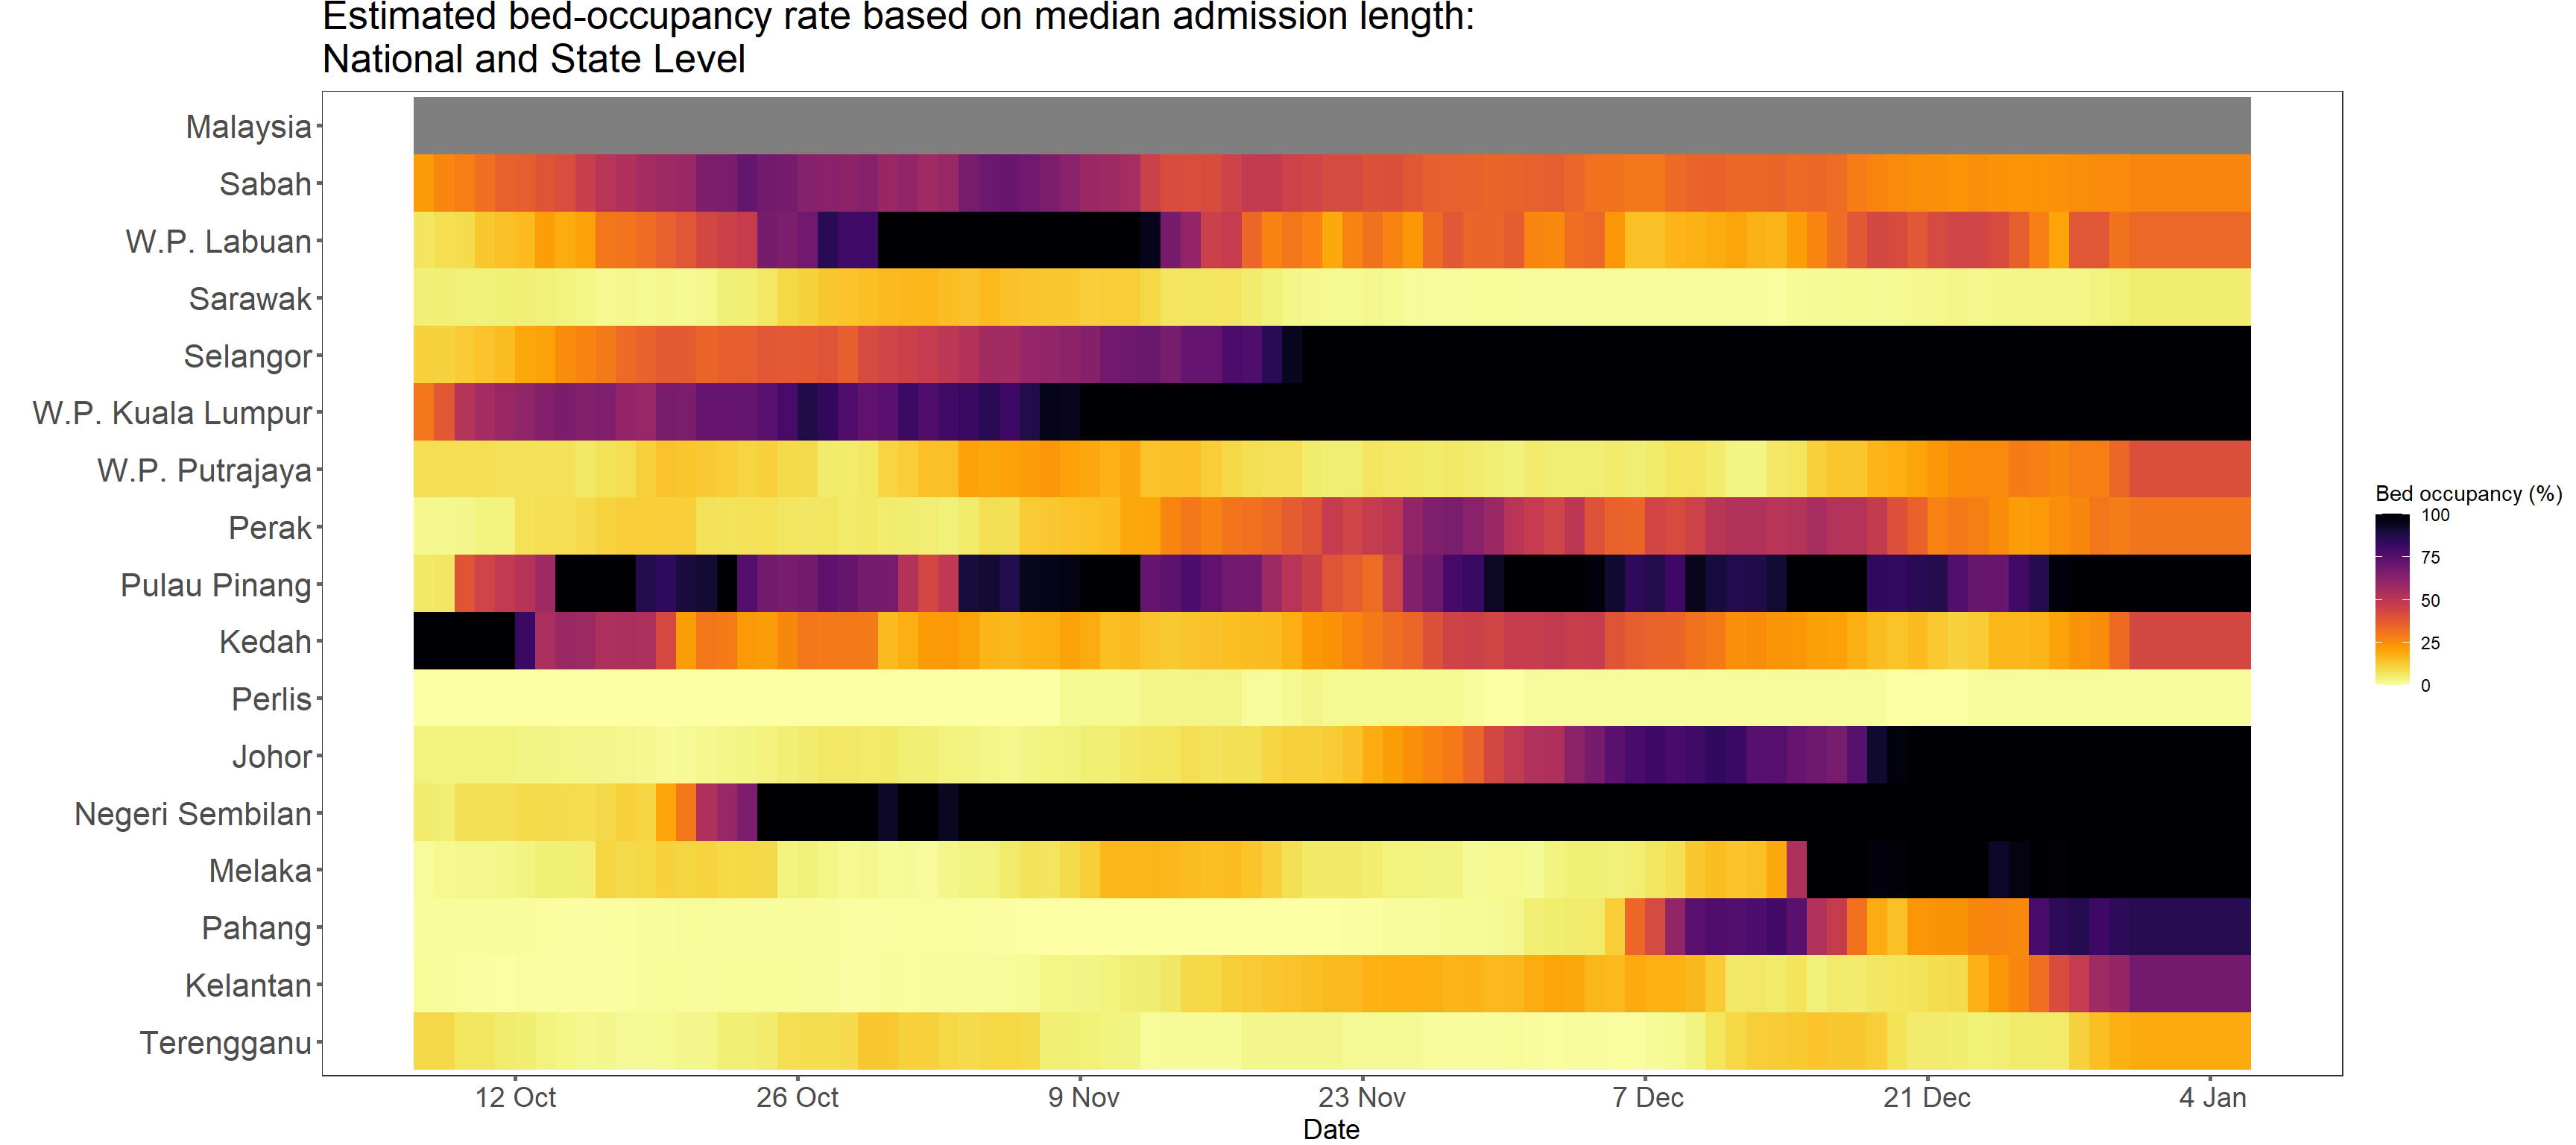 Estimated bed-occupancy rate based on median admission length:
National and State Level
Malaysia
Sabah
W.P. Labuan
Sarawak
Selangor
W.P. Kuala Lumpur
W.P. Putrajaya
Perak
Pulau Pinang
Kedah
Perlis
Johor
Negeri Sembilan
Melaka
Pahang
Kelantan
Terengganu
12 Oct
26 Oct
9 Nov
23 Nov
7 Dec
21 Dec
4 Jan
Date
Bed occupancy (%)
100
75
50
25
0